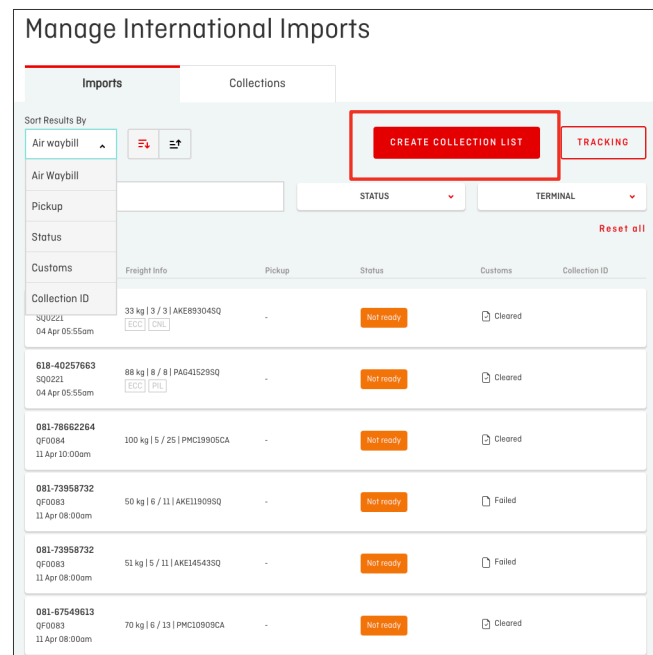 Manage International Imports
Imports Collections
Sort Results By
Air waybill
CREATE COLLECTION LIST TRACKING
Air Waybill
Pickup
Status
Customs
Collection ID
STATUS TERMINAL
Reset all
Freight Info Pickup Status Customs Collection ID
SQ0221
04 Apr 05:55am
33 kg | 3 / 3 | AKE89304SQ
ECC CNL
-
Not ready
Cleared
618-40257663
SQ0221
04 Apr 05:55am
88 kg | 8 / 8 | PAG41529SQ
ECC PIL
-
Not ready
Cleared
081-78662264
QF0084
11 Apr 10:00am
100 kg | 5 / 25 | PMC19905CA
-
Not ready
Cleared
081-73958732
QF0083
11 Apr 08:00am
50 kg | 6 / 11 | AKE11909SQ
-
Not ready
Failed
081-73958732
QF0083
11 Apr 08:00am
51 kg | 5 / 11 | AKE14543SQ
-
Not ready
Failed
081-67549613
QF0083
11 Apr 08:00am
70 kg | 6 / 13 | PMC10909CA
-
Not ready
Cleared